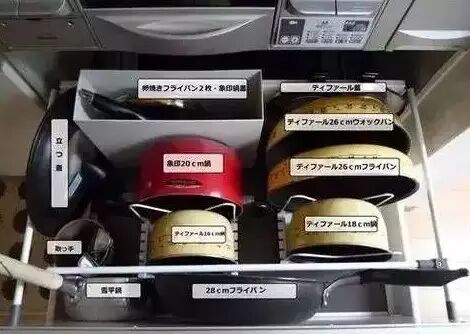 卵焼きフライパン２枚・象印鍋蓋
ティファール蓋
ティファール26ｃｍウォックパン
立つ蓋
象印20ｃｍ鍋
ティファール26ｃｍフライパン
取っ手
ティファール16ｃｍ鍋
ティファール18ｃｍ鍋
雪平鍋
28ｃｍフライパン